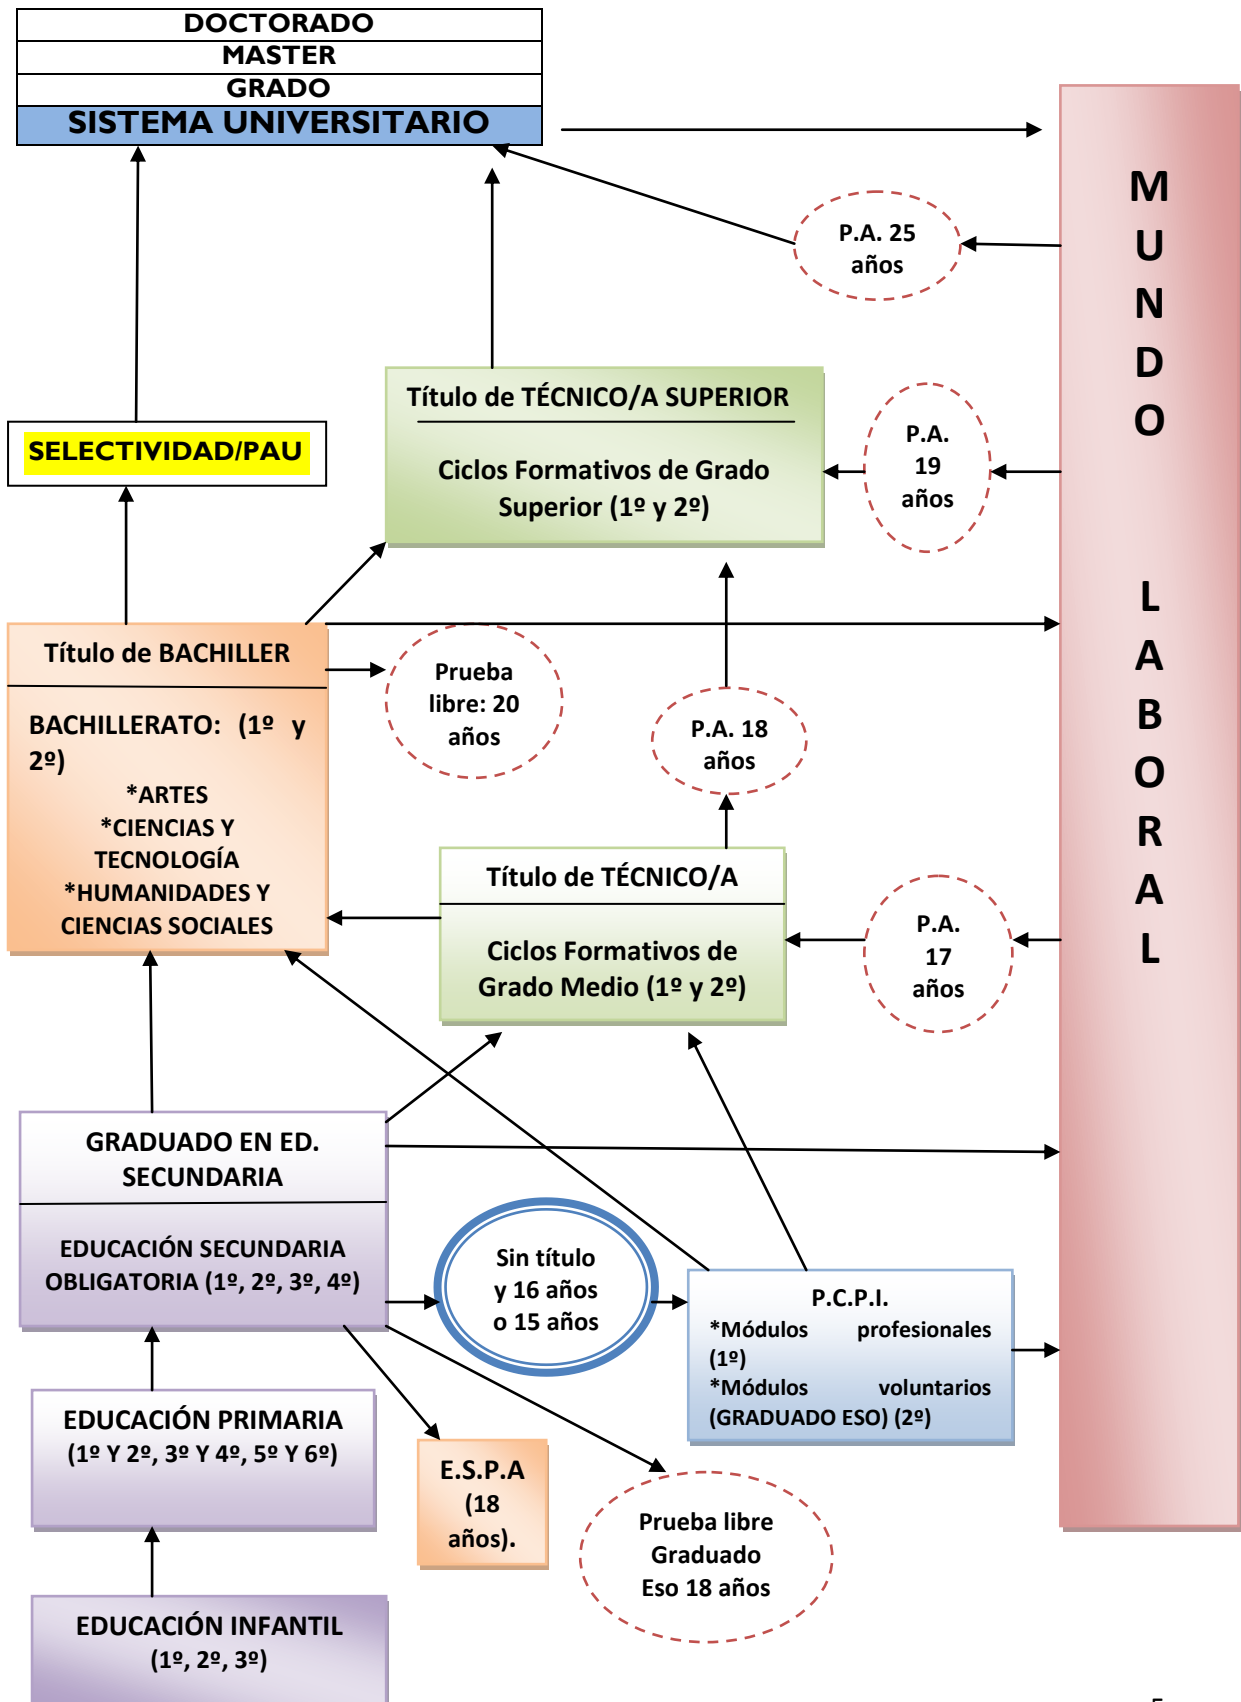 DOCTORADO
MASTER
GRADO
SISTEMA UNIVERSITARIO
P.A. 25
años
Título de TÉCNICO/A SUPERIOR
Ciclos Formativos de Grado
Superior (1º y 2º)
P.A.
19
años
SELECTIVIDAD/PAU
Título de BACHILLER
BACHILLERATO: (1º y
2º)
*ARTES
*CIENCIAS Y
TECNOLOGÍA
*HUMANIDADES Y
CIENCIAS SOCIALES
Prueba
libre: 20
años
P.A. 18
años
Título de TÉCNICO/A
Ciclos Formativos de
Grado Medio (1º y 2º)
P.A.
17
años
M
U
N
D
O
L
A
B
O
R
A
L
GRADUADO EN ED.
SECUNDARIA
EDUCACIÓN SECUNDARIA
OBLIGATORIA (1º, 2º, 3º, 4º)
Sin título
y 16 años
o 15 años
P.C.P.I.
*Módulos profesionales
(1º)
*Módulos voluntarios
(GRADUADO ESO) (2º)
EDUCACIÓN PRIMARIA
(1º Y 2º, 3º Y 4º, 5º Y 6º)
E.S.P.A
(18
años).
Prueba libre
Graduado
Eso 18 años
EDUCACIÓN INFANTIL
(1º, 2º, 3º)